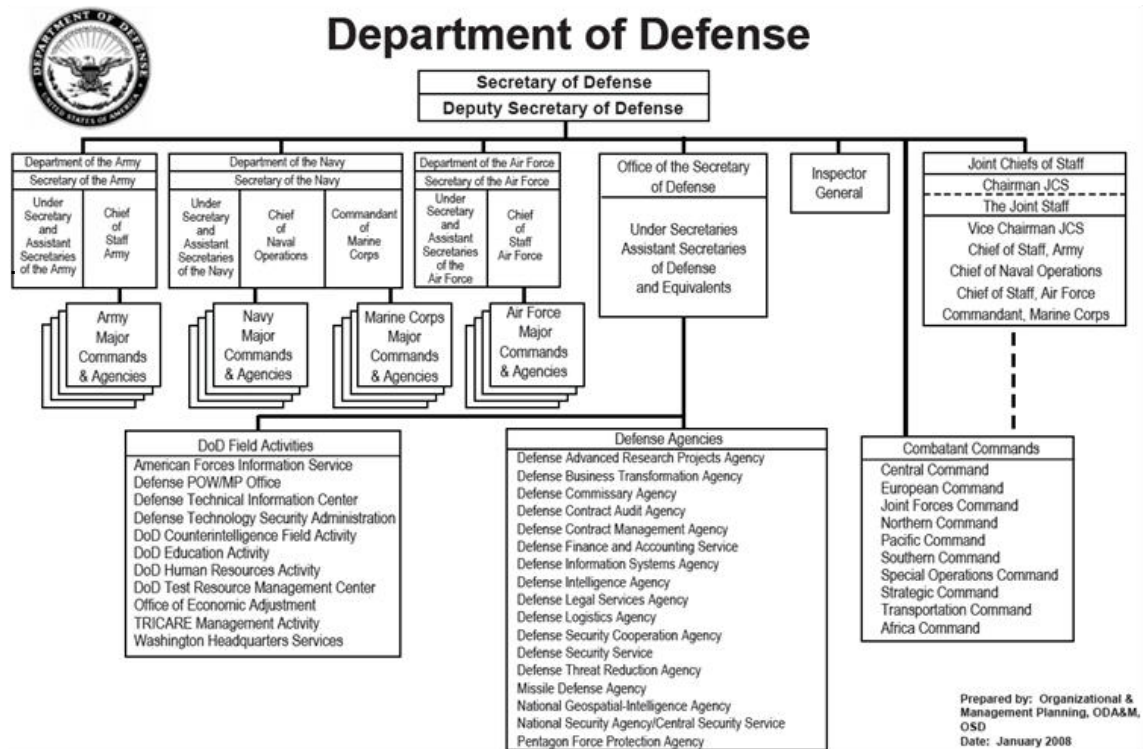 DEPARTMENT OF DEFENSE
UNITED STATES OF AMERICA
Department of Defense
Secretary of Defense
Deputy Secretary of Defense
Department of the Army
Secretary of the Army
Under
Secretary
and
Assistant
Secretaries
of the Army
Chief
of
Staff
Army
Department of the Navy
Secretary of the Navy
Under
Secretary
and
Assistant
Secretaries
of the Navy
Chief
of
Naval
Operations
Commandant
of
Marine
Corps
Department of the Air Force
Secretary of the Air Force
Under
Secretary
and
Assistant
Secretaries
of the
Air Force
Chief
of
Staff
Air Force
Office of the Secretary
of Defense
Under Secretaries
Assistant Secretaries
of Defense
and Equivalents
Inspector
General
Joint Chiefs of Staff
Chairman JCS
The Joint Staff
Vice Chairman JCS
Chief of Staff, Army
Chief of Naval Operations
Chief of Staff, Air Force
Commandant, Marine Corps
Army
Major
Commands
& Agencies
Navy
Major
Commands
& Agencies
Marine Corps
Major
Commands
& Agencies
Air Force
Major
Commands
& Agencies
DoD Field Activities
American Forces Information Service
Defense POW/MP Office
Defense Technical Information Center
Defense Technology Security Administration
DoD Counterintelligence Field Activity
DoD Education Activity
DoD Human Resources Activity
DoD Test Resource Management Center
Office of Economic Adjustment
TRICARE Management Activity
Washington Headquarters Services
Defense Agencies
Defense Advanced Research Projects Agency
Defense Business Transformation Agency
Defense Commissary Agency
Defense Contract Audit Agency
Defense Contract Management Agency
Defense Finance and Accounting Service
Defense Information Systems Agency
Defense Intelligence Agency
Defense Legal Services Agency
Defense Logistics Agency
Defense Security Cooperation Agency
Defense Security Service
Defense Threat Reduction Agency
Missile Defense Agency
National Geospatial-Intelligence Agency
National Security Agency/Central Security Service
Pentagon Force Protection Agency
Combatant Commands
Central Command
European Command
Joint Forces Command
Northern Command
Pacific Command
Southern Command
Special Operations Command
Strategic Command
Transportation Command
Africa Command
Prepared by: Organizational &
Management Planning, ODA&M,
OSD
Date: January 2008